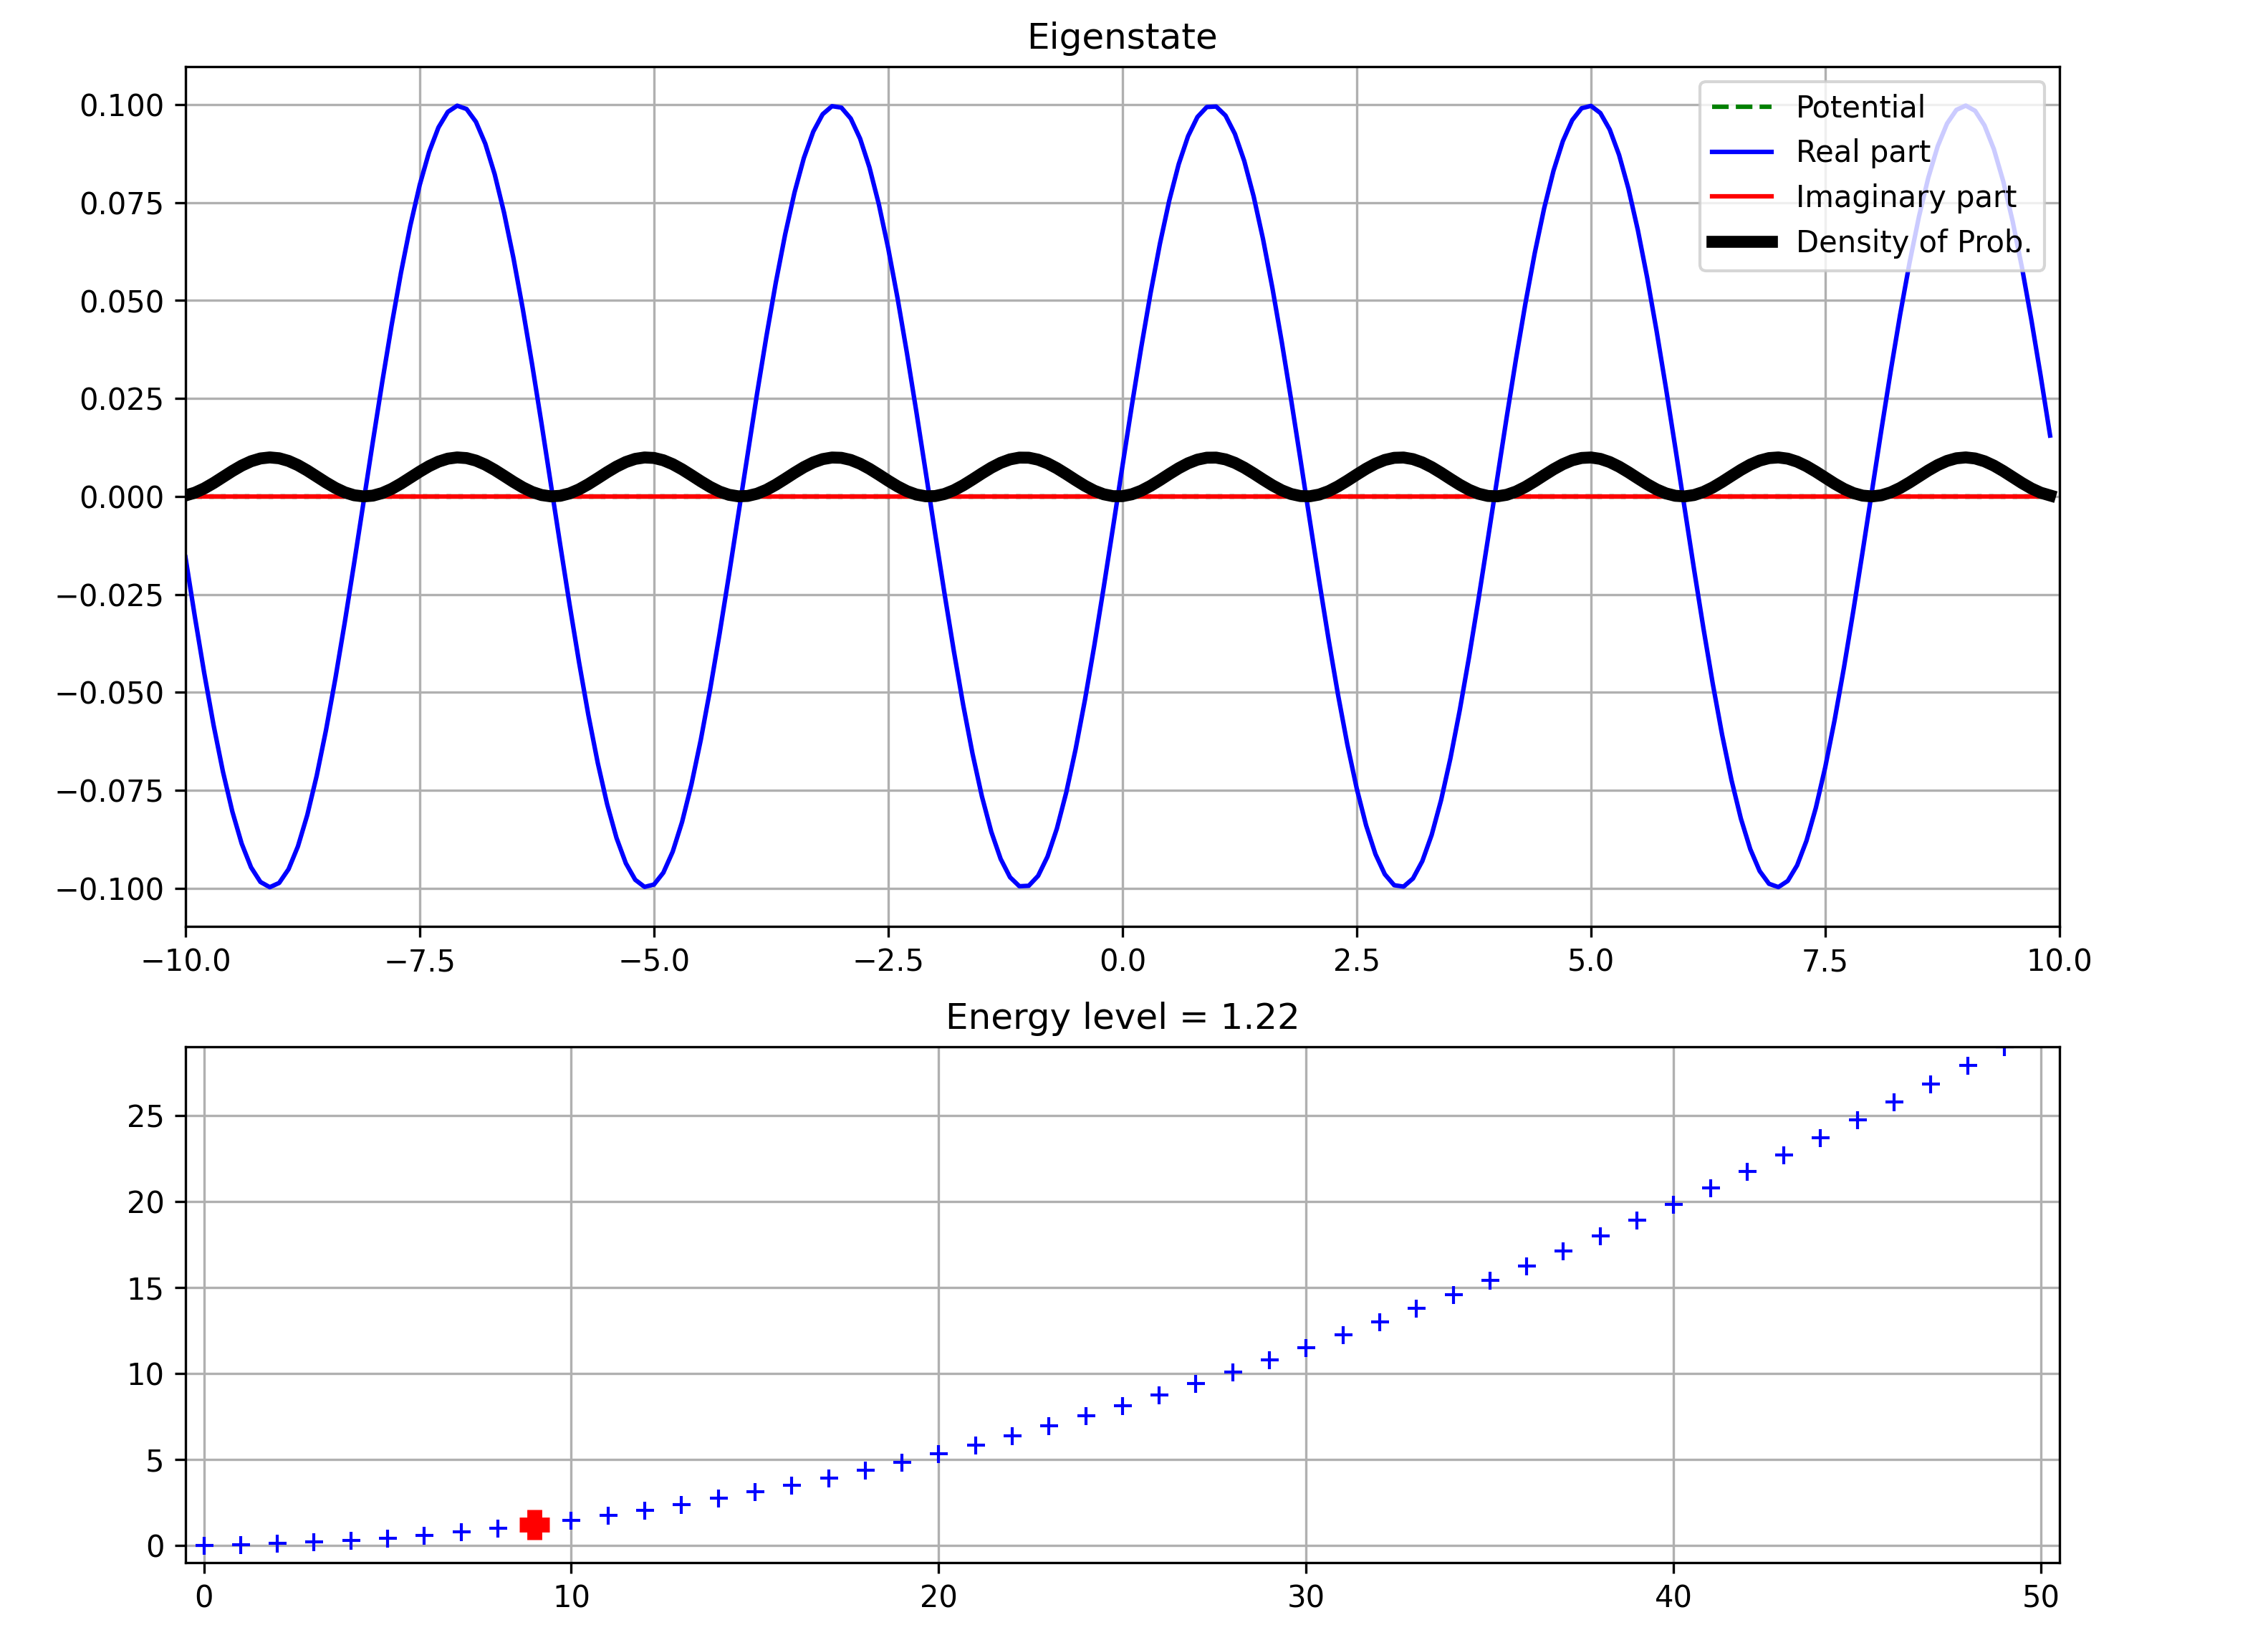 Eigenstate
Potential
Real part
Imaginary part
Density of Prob.
0.100
0.075
0.050
0.025
0.000
−0.025
−0.050
−0.075
−0.100
−10.0 −7.5 −5.0 −2.5 0.0 2.5 5.0 7.5 10.0
Energy level = 1.22
25
20
15
10
5
0
0 10 20 30 40 50